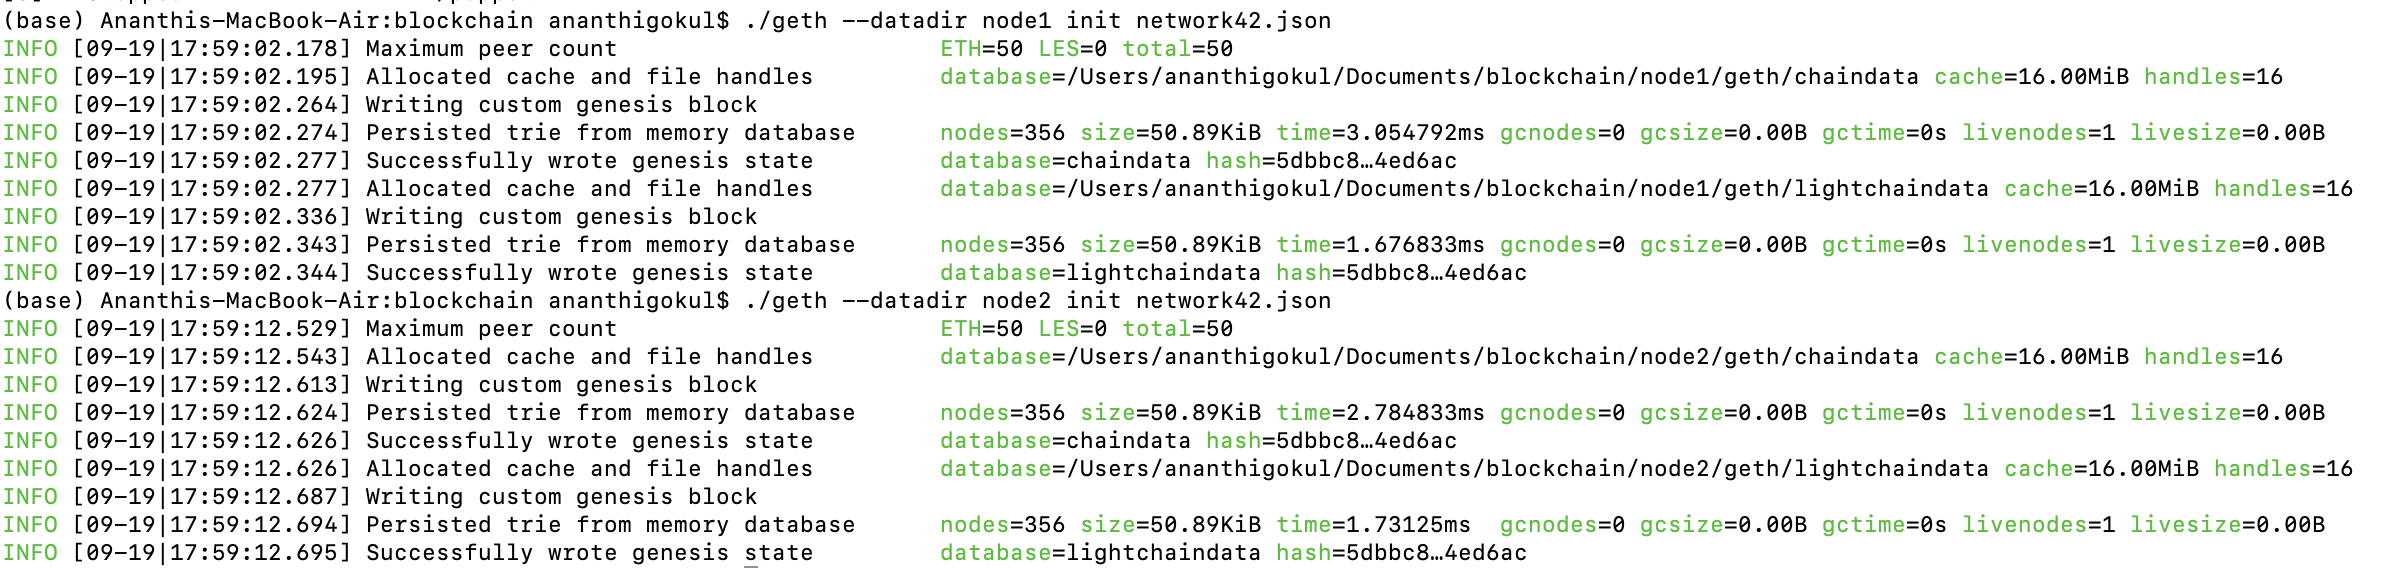 (base) Ananthis-MacBook-Air:blockchain ananthigokul$ ./geth --datadir node1 init network42.json
INFO [09-19|17:59:02.178] Maximum peer count                       ETH=50 LES=0 total=50
INFO [09-19|17:59:02.195] Allocated cache and file handles         database=/Users/ananthigokul/Documents/blockchain/node1/geth/chaindata cache=16.00MiB handles=16
INFO [09-19|17:59:02.264] Writing custom genesis block
INFO [09-19|17:59:02.274] Persisted trie from memory database      nodes=356 size=50.89KiB time=3.054792ms gcnodes=0 gcsize=0.00B gctime=0s livenodes=1 livesize=0.00B
INFO [09-19|17:59:02.277] Successfully wrote genesis state         database=chaindata hash=5dbbc8…4ed6ac
INFO [09-19|17:59:02.277] Allocated cache and file handles         database=/Users/ananthigokul/Documents/blockchain/node1/geth/lightchaindata cache=16.00MiB handles=16
INFO [09-19|17:59:02.336] Writing custom genesis block
INFO [09-19|17:59:02.343] Persisted trie from memory database      nodes=356 size=50.89KiB time=1.676833ms gcnodes=0 gcsize=0.00B gctime=0s livenodes=1 livesize=0.00B
INFO [09-19|17:59:02.344] Successfully wrote genesis state         database=lightchaindata hash=5dbbc8…4ed6ac
(base) Ananthis-MacBook-Air:blockchain ananthigokul$ ./geth --datadir node2 init network42.json
INFO [09-19|17:59:12.529] Maximum peer count                       ETH=50 LES=0 total=50
INFO [09-19|17:59:12.543] Allocated cache and file handles         database=/Users/ananthigokul/Documents/blockchain/node2/geth/chaindata cache=16.00MiB handles=16
INFO [09-19|17:59:12.613] Writing custom genesis block
INFO [09-19|17:59:12.624] Persisted trie from memory database      nodes=356 size=50.89KiB time=2.784833ms gcnodes=0 gcsize=0.00B gctime=0s livenodes=1 livesize=0.00B
INFO [09-19|17:59:12.626] Successfully wrote genesis state         database=chaindata hash=5dbbc8…4ed6ac
INFO [09-19|17:59:12.626] Allocated cache and file handles         database=/Users/ananthigokul/Documents/blockchain/node2/geth/lightchaindata cache=16.00MiB handles=16
INFO [09-19|17:59:12.687] Writing custom genesis block
INFO [09-19|17:59:12.694] Persisted trie from memory database      nodes=356 size=50.89KiB time=1.73125ms  gcnodes=0 gcsize=0.00B gctime=0s livenodes=1 livesize=0.00B
INFO [09-19|17:59:12.695] Successfully wrote genesis state         database=lightchaindata hash=5dbbc8…4ed6ac